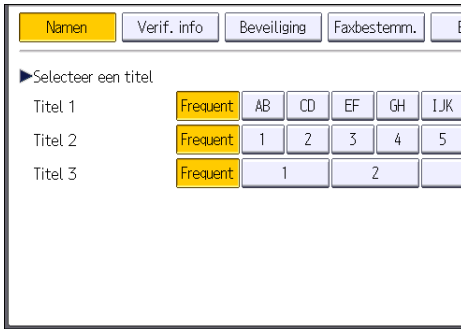 Namen Verif. info Beveiliging Faxbestemm.
▶Selecteer een titel
Titel 1 Frequent AB CD EF GH IJK
Titel 2 Frequent 1 2 3 4 5
Titel 3 Frequent 1 2